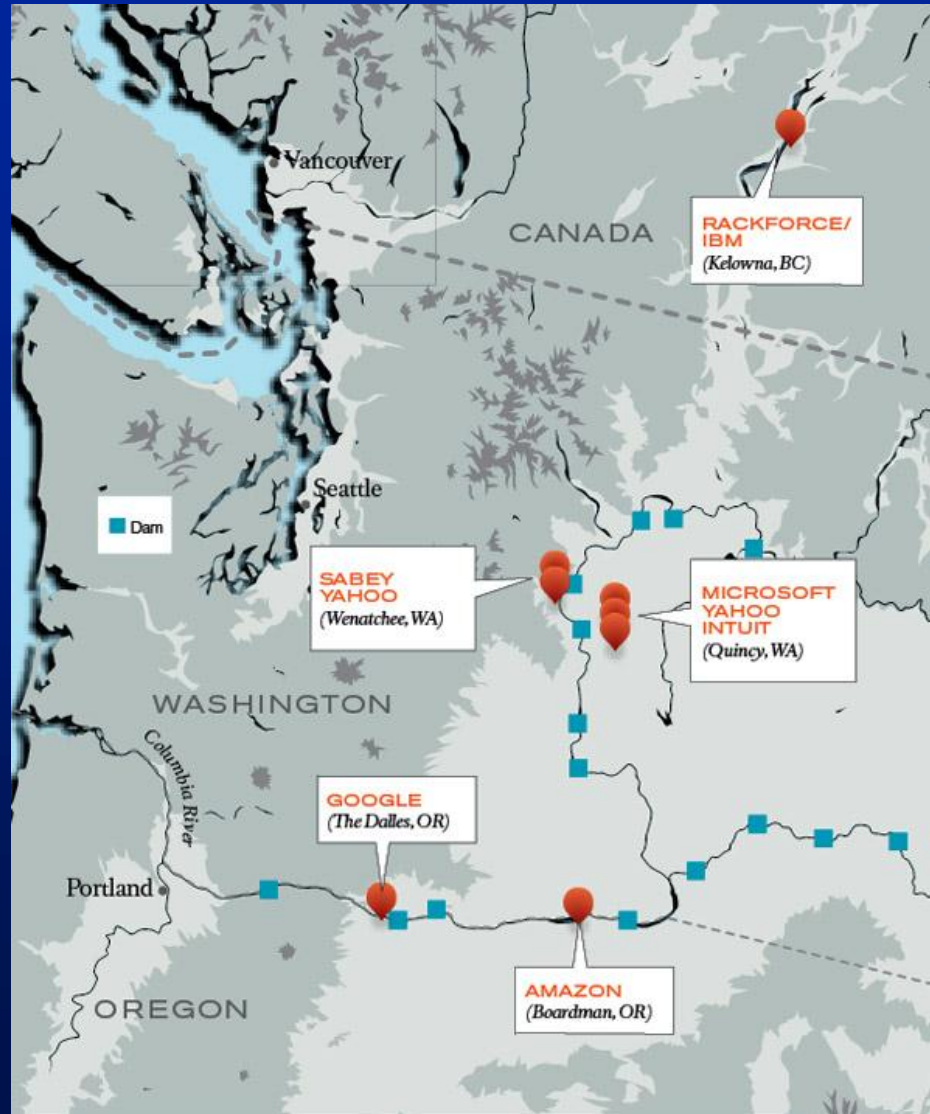 Vancouver
CANADA
RACKFORCE/
IBM
(Kelowna, BC)
Seattle
Dam
SABEY
YAHOO
(Wenatchee, WA)
MICROSOFT
YAHOO
INTUIT
(Quincy, WA)
WASHINGTON
Columbia River
GOOGLE
(The Dalles, OR)
Portland
AMAZON
(Boardman, OR)
OREGON